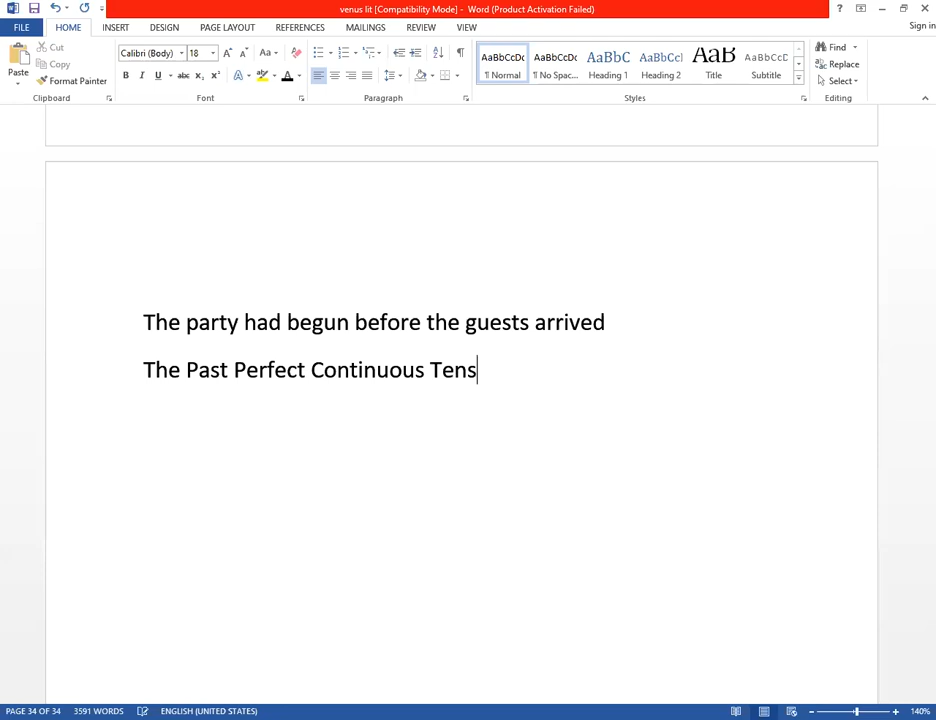 venus lit [Compatibility Mode] - Word (Product Activation Failed)
Sign in
FILE HOME INSERT DESIGN PAGE LAYOUT REFERENCES MAILINGS REVIEW VIEW
Paste
Cut
Copy
Format Painter
Clipboard
Calibri (Body) 18
Font
Paragraph
AaBbCcDc AaBbCcDc AaBbC AaBbCcl AaB AaBbCcC
¶ Normal ¶ No Spac... Heading 1 Heading 2 Title Subtitle
Styles
Find
Replace
Select
Editing
The party had begun before the guests arrived
The Past Perfect Continuous Tens
PAGE 34 OF 34 3591 WORDS ENGLISH (UNITED STATES) 140%